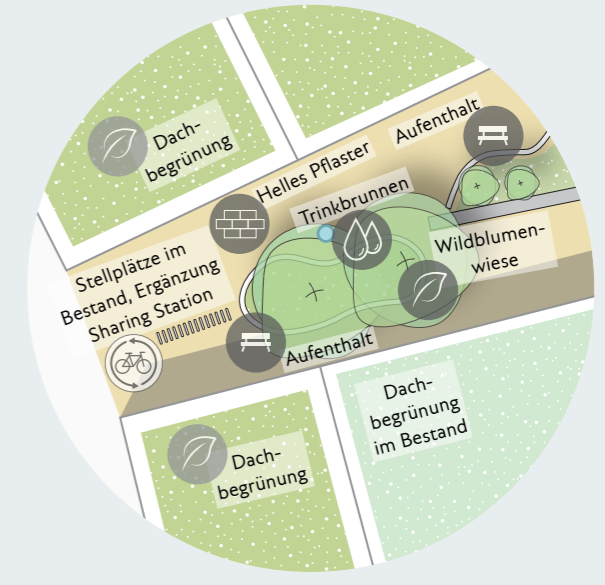 Dach-
begrünung
Aufenthalt
Helles Pflaster
Trinkbrunnen
Wildblumen-
wiese
Stellplätze im
Bestand, Ergänzung
Sharing Station
Aufenthalt
Dach-
begrünung
im Bestand
Dach-
begrünung